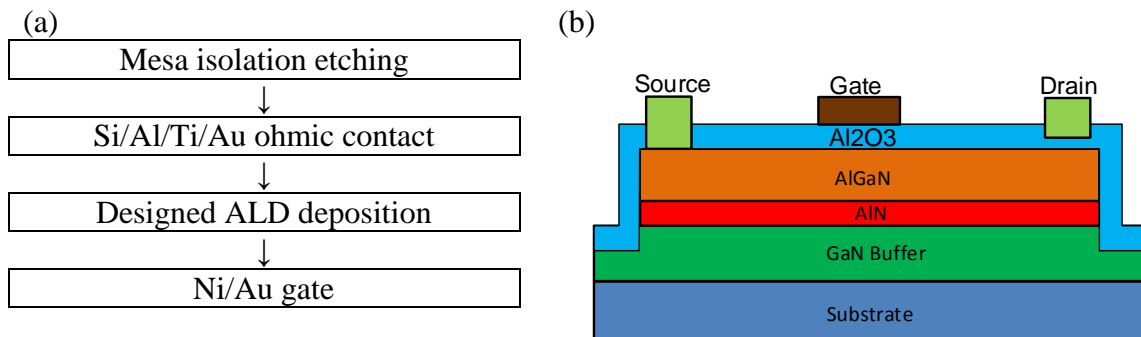 (a)
Mesa isolation etching
Si/Al/Ti/Au ohmic contact
Designed ALD deposition
Ni/Au gate
(b)
Source
Gate
Drain
Al2O3
AlGaN
AlN
GaN Buffer
Substrate